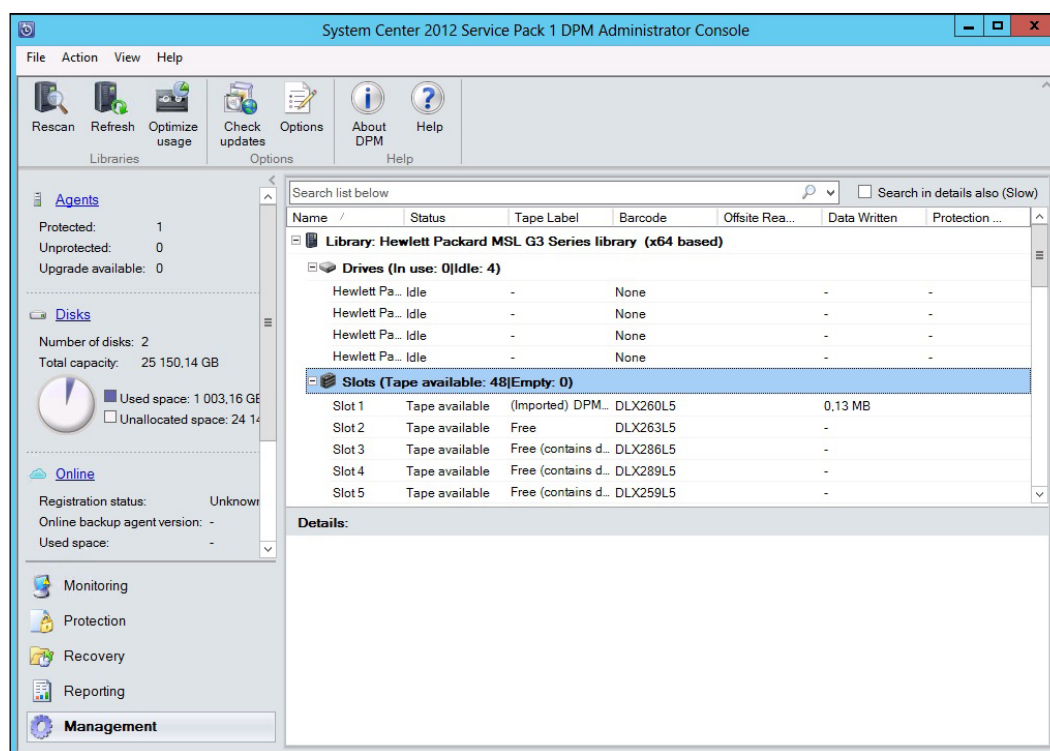 System Center 2012 Service Pack 1 DPM Administrator Console
File Action View Help
Rescan Refresh Optimize usage Check updates Options About DPM Help
Libraries Options Help
Agents
Protected: 1
Unprotected: 0
Upgrade available: 0
Disks
Number of disks: 2
Total capacity: 25 150,14 GB
Used space: 1 003,16 GB
Unallocated space: 24 14
Online
Registration status: Unknown
Online backup agent version: -
Used space: -
Monitoring
Protection
Recovery
Reporting
Management
Search list below Search in details also (Slow)
Name / Status Tape Label Barcode Offsite Rea... Data Written Protection ...
Library: Hewlett Packard MSL G3 Series library (x64 based)
Drives (In use: 0|Idle: 4)
Hewlett Pa... Idle - None - -
Hewlett Pa... Idle - None - -
Hewlett Pa... Idle - None - -
Hewlett Pa... Idle - None - -
Slots (Tape available: 48|Empty: 0)
Slot 1 Tape available (Imported) DPM... DLX260L5 0,13 MB
Slot 2 Tape available Free DLX263L5 -
Slot 3 Tape available Free (contains d... DLX286L5 -
Slot 4 Tape available Free (contains d... DLX289L5 -
Slot 5 Tape available Free (contains d... DLX259L5 -
Details: